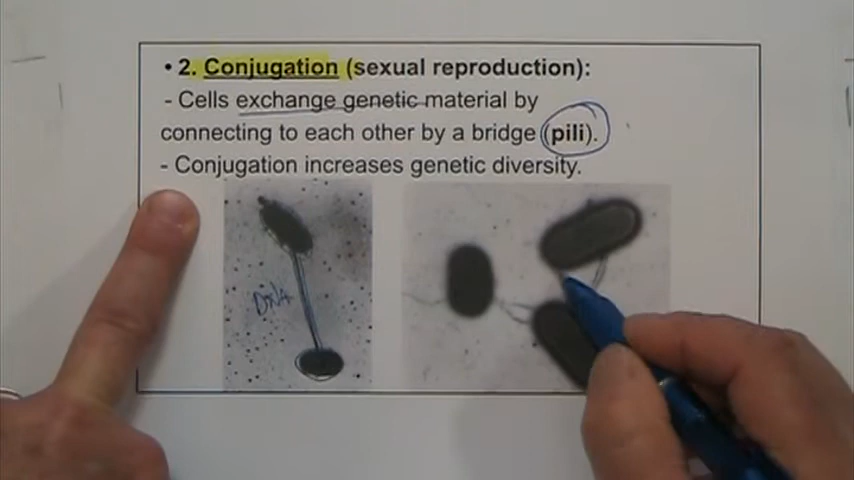 • 2. Conjugation (sexual reproduction):
- Cells exchange genetic material by
connecting to each other by a bridge (pili).
- Conjugation increases genetic diversity.
DNA